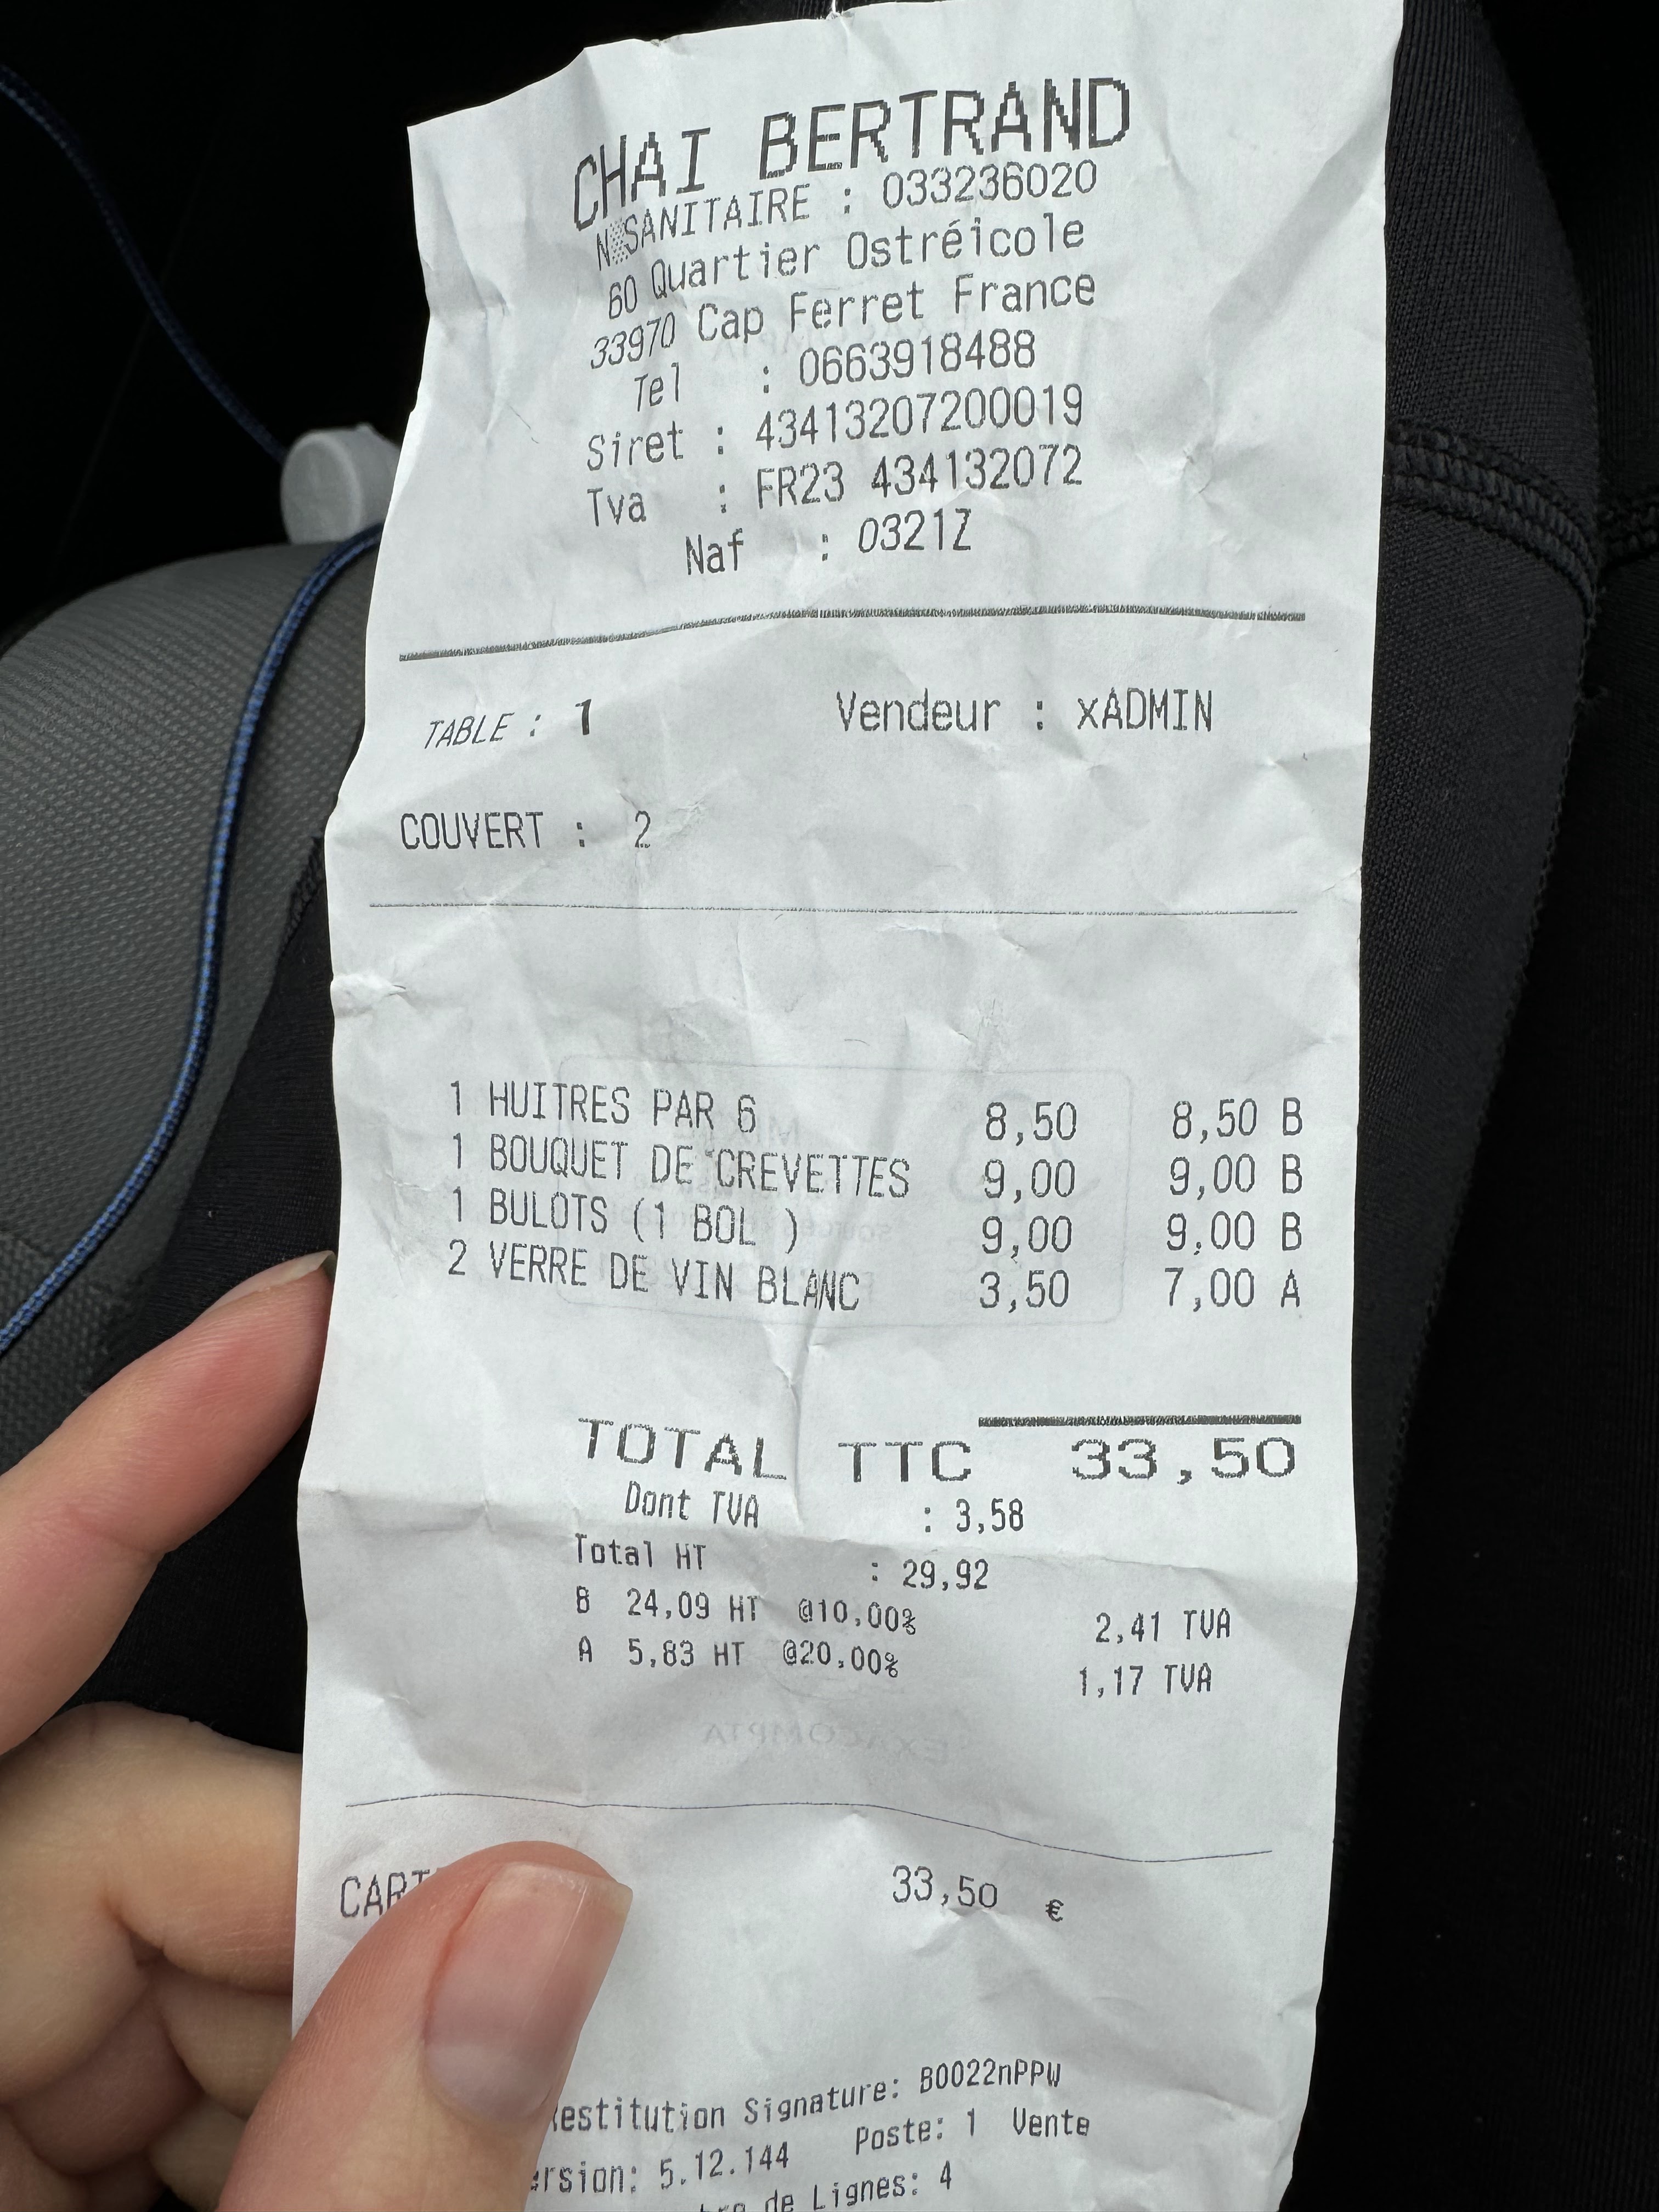 CHAI BERTRAND
N SANITAIRE : 033236020
60 Quartier Ostréicole
33970 Cap Ferret France
Tel : 0663918488
Siret : 43413207200019
Tva : FR23 434132072
Naf : 0321Z
TABLE : 1 Vendeur : xADMIN
COUVERT : 2
1 HUITRES PAR 6 8,50 8,50 B
1 BOUQUET DE CREVETTES 9,00 9,00 B
1 BULOTS (1 BOL ) 9,00 9,00 B
2 VERRE DE VIN BLANC 3,50 7,00 A
TOTAL TTC 33,50
Dont TVA : 3,58
Total HT : 29,92
B 24,09 HT @10,00% 2,41 TVA
A 5,83 HT @20,00% 1,17 TVA
EXACOMPTA
33,50 €
Signature: B0022nPPW
5.12.144 Poste: 1 Vente
de Lignes: 4